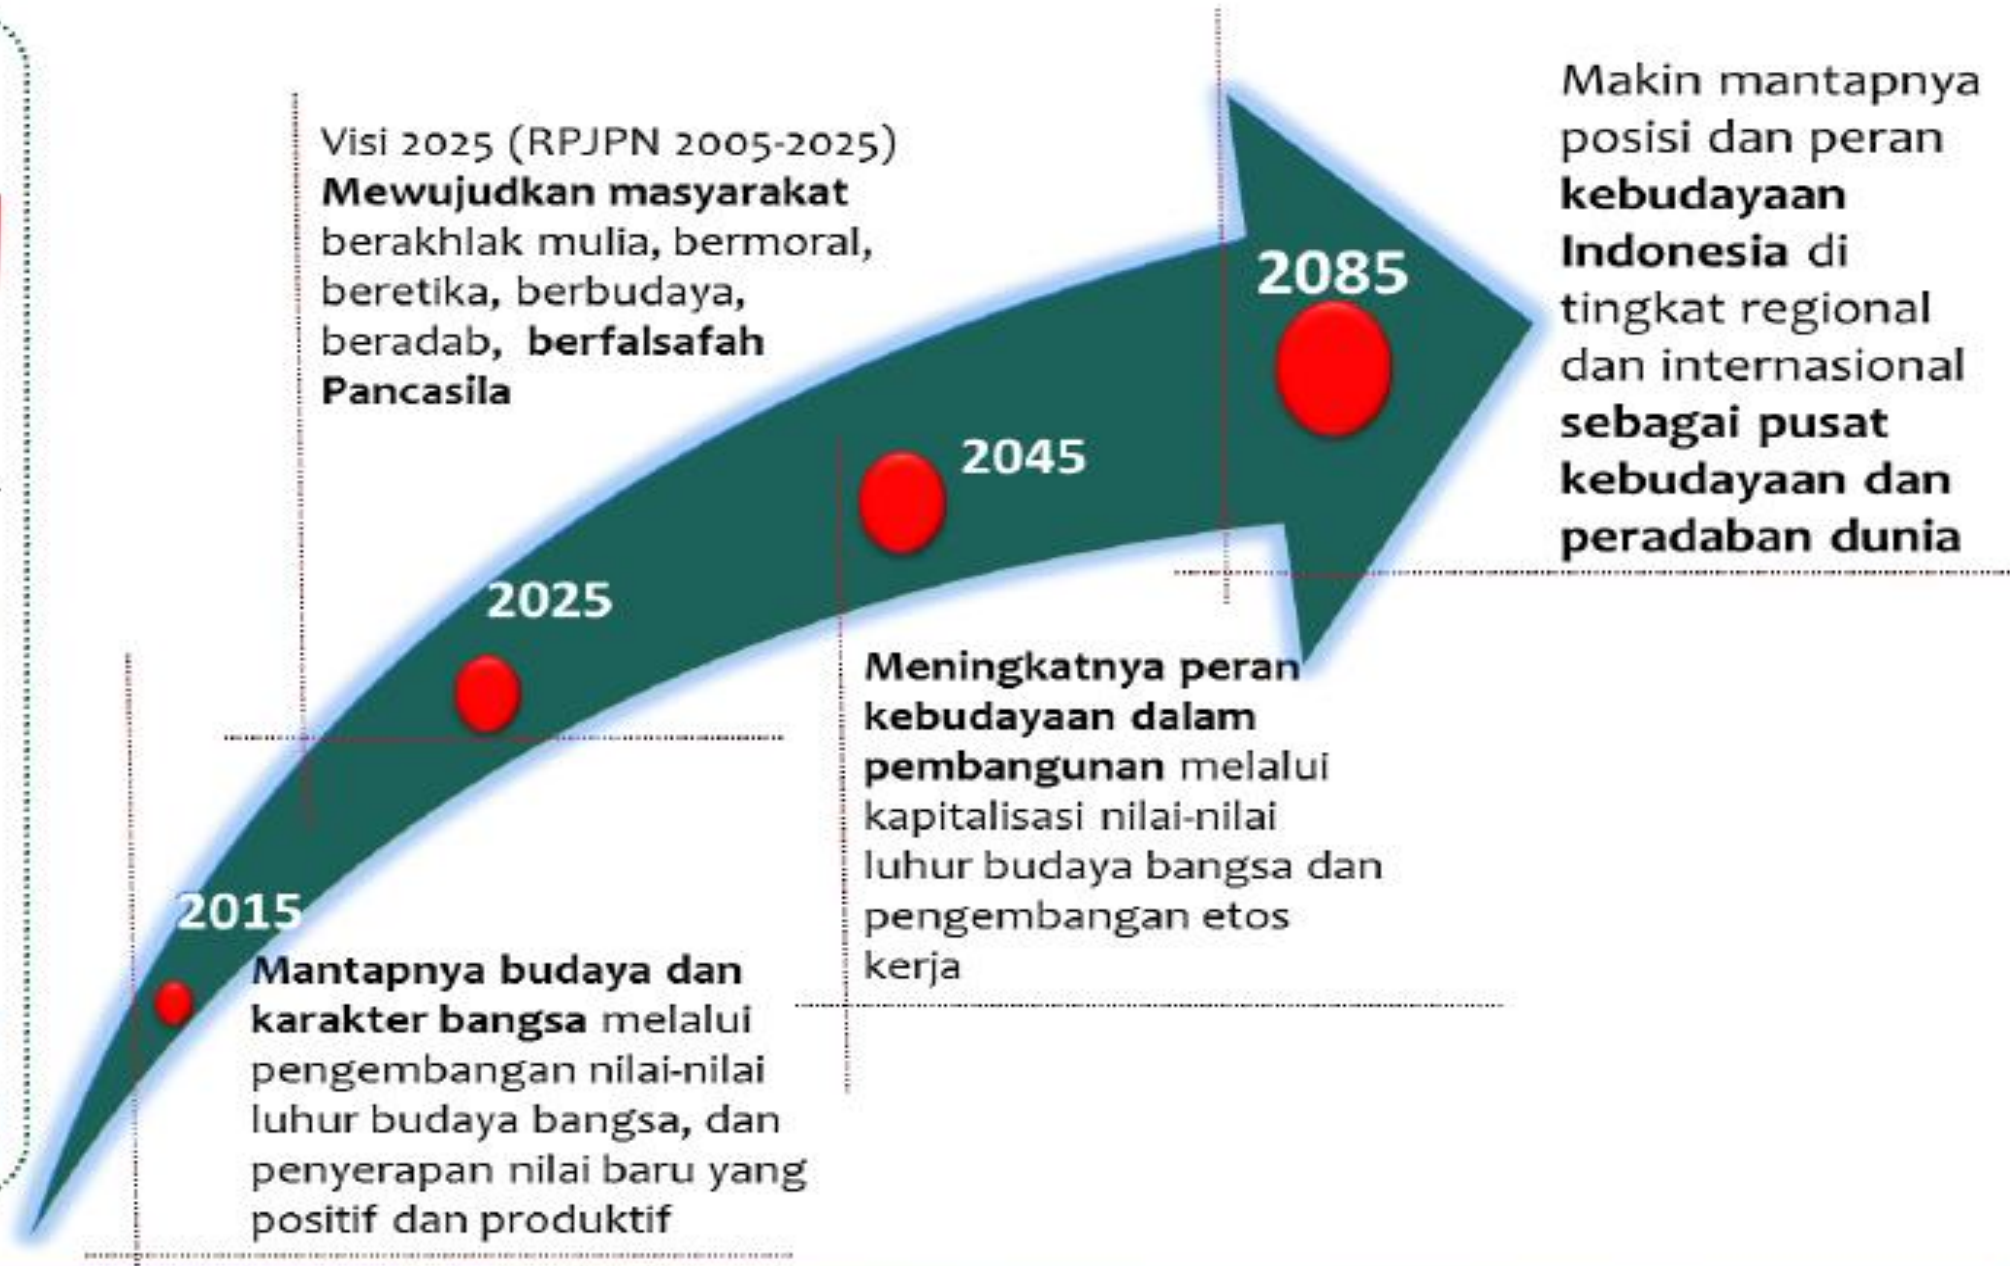 Visi 2025 (RPJPN 2005-2025)
Mewujudkan masyarakat
berakhlak mulia, bermoral,
beretika, berbudaya,
beradab, berfalsafah
Pancasila
Makin mantapnya
posisi dan peran
kebudayaan
Indonesia di
tingkat regional
dan internasional
sebagai pusat
kebudayaan dan
peradaban dunia
2085
2045
2025
Meningkatnya peran
kebudayaan dalam
pembangunan melalui
kapitalisasi nilai-nilai
luhur budaya bangsa dan
pengembangan etos
kerja
2015
Mantapnya budaya dan
karakter bangsa melalui
pengembangan nilai-nilai
luhur budaya bangsa, dan
penyerapan nilai baru yang
positif dan produktif